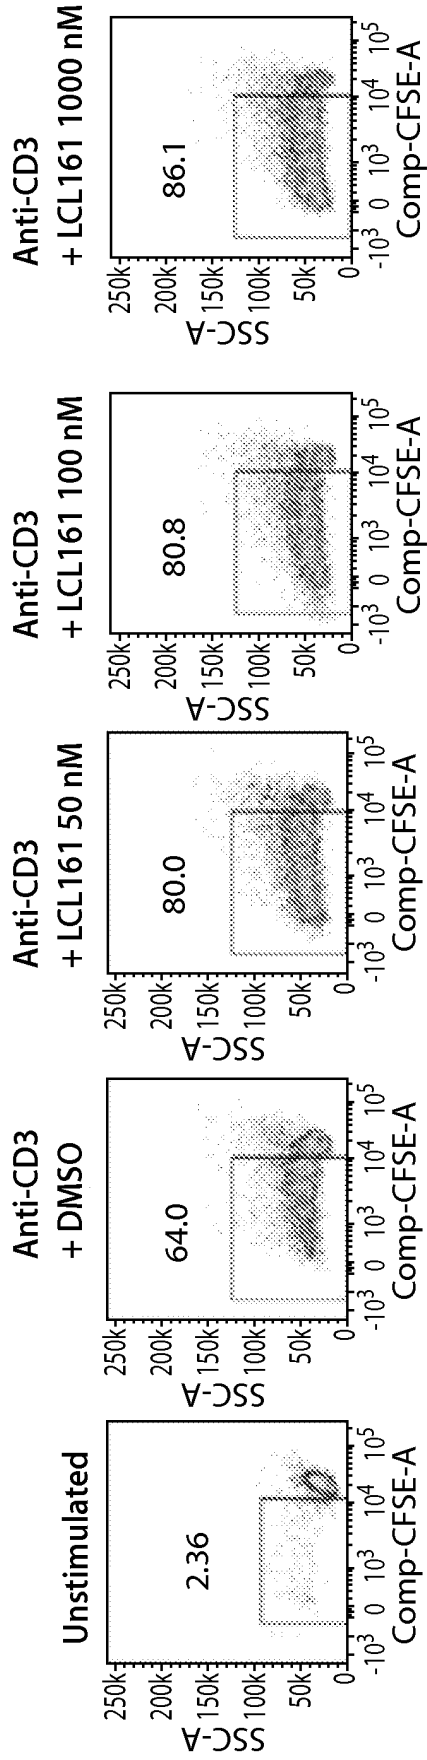 Unstimulated
2.36
250k
200k
150k
100k
50k
0
SSC-A
-10³ 0 10³ 10⁴ 10⁵
Comp-CFSE-A
Anti-CD3
+ DMSO
64.0
250k
200k
150k
100k
50k
0
SSC-A
-10³ 0 10³ 10⁴ 10⁵
Comp-CFSE-A
Anti-CD3
+ LCL161 50 nM
80.0
250k
200k
150k
100k
50k
0
SSC-A
-10³ 0 10³ 10⁴ 10⁵
Comp-CFSE-A
Anti-CD3
+ LCL161 100 nM
80.8
250k
200k
150k
100k
50k
0
SSC-A
-10³ 0 10³ 10⁴ 10⁵
Comp-CFSE-A
Anti-CD3
+ LCL161 1000 nM
86.1
250k
200k
150k
100k
50k
0
SSC-A
-10³ 0 10³ 10⁴ 10⁵
Comp-CFSE-A